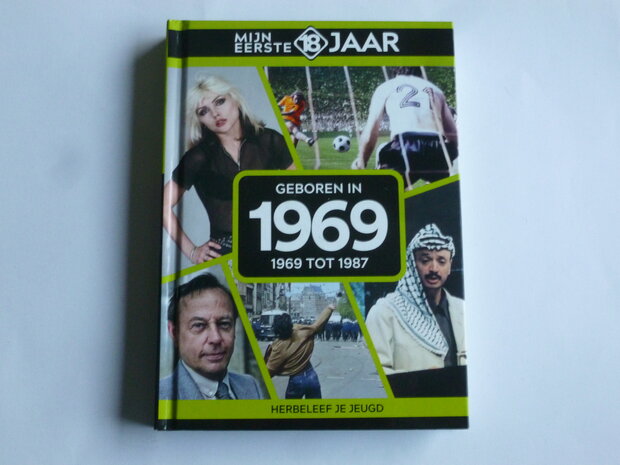 MIJN
EERSTE 18 JAAR
21
GEBOREN IN
1969
1969 TOT 1987
HERBELEEF JE JEUGD